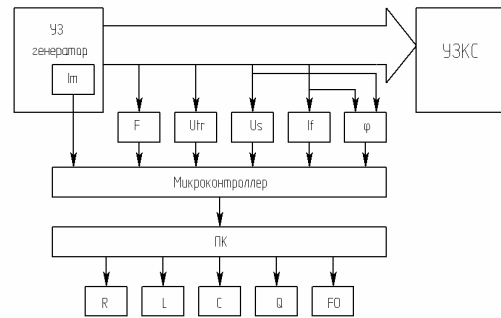 УЗ
генератор
Im
УЗКС
F
Utr
Us
If
φ
Микроконтроллер
ПК
R
L
C
Q
F0